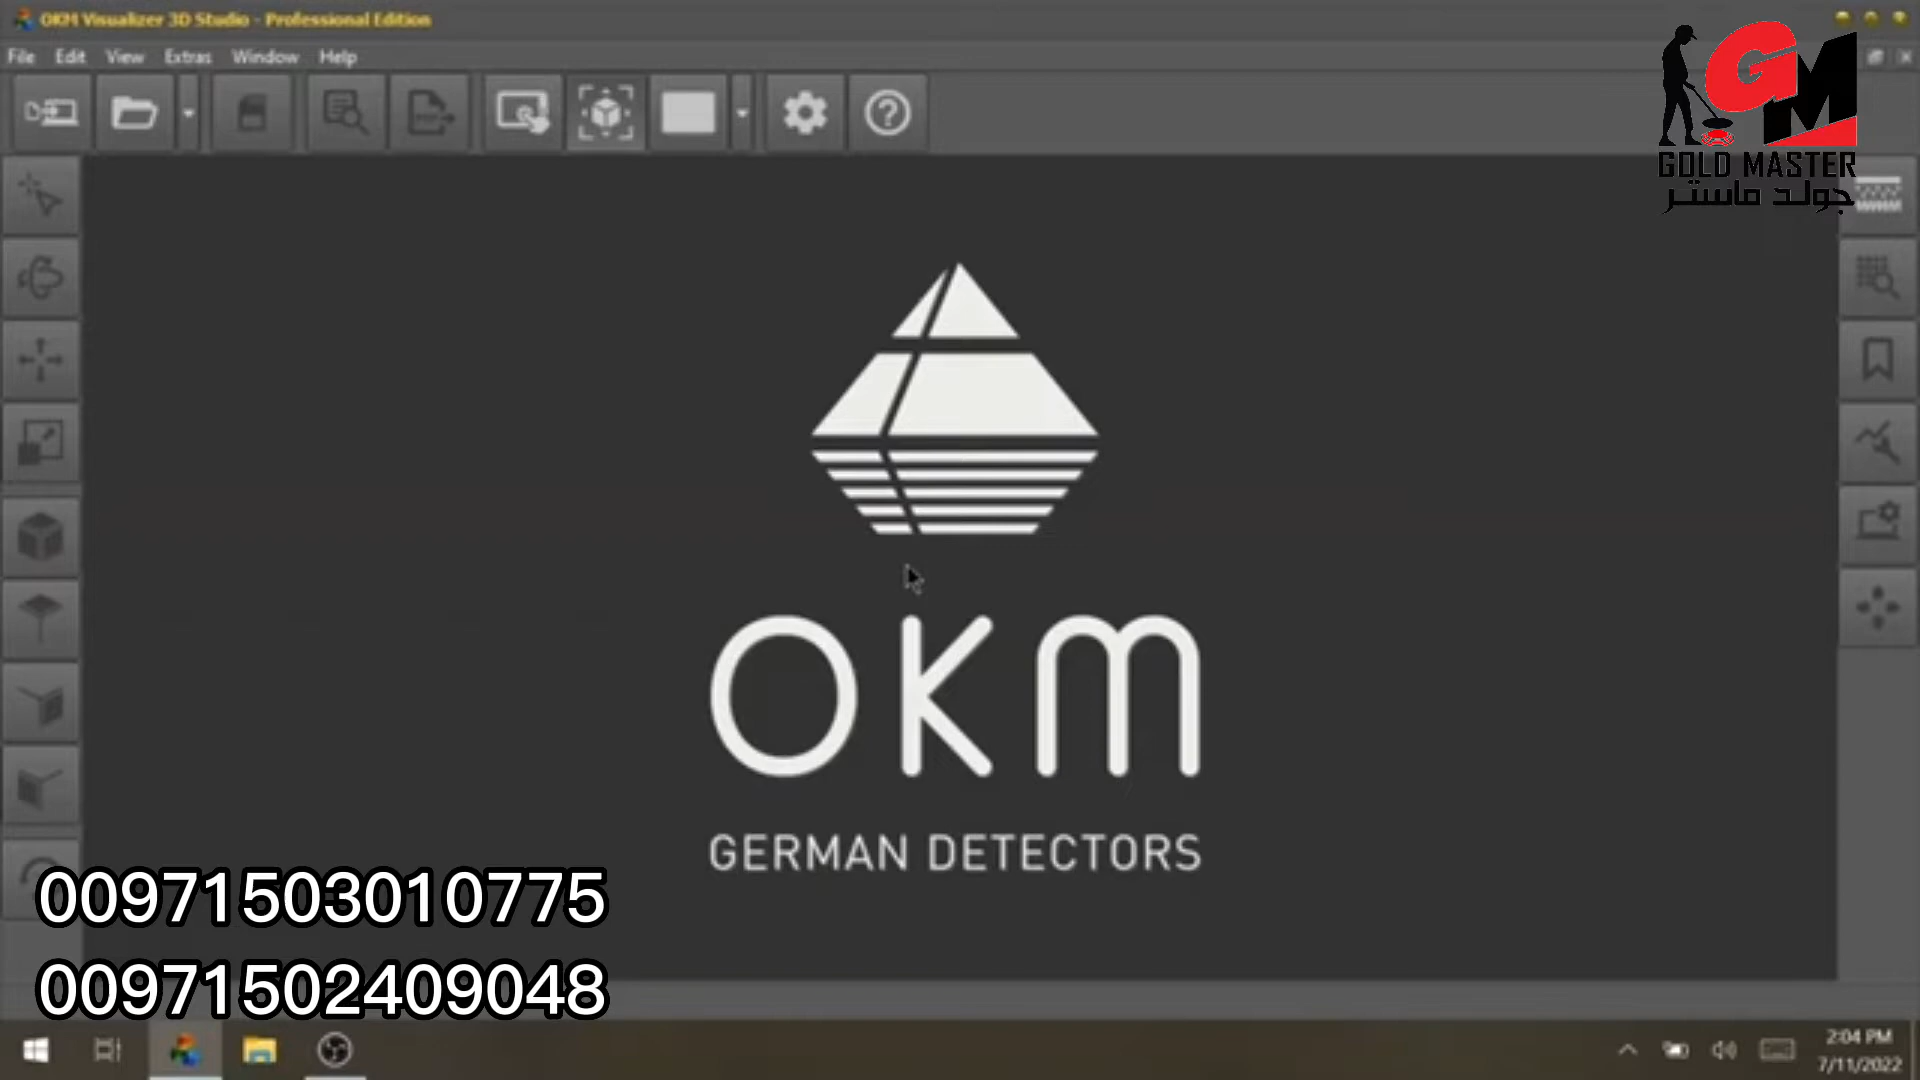 OKM Visualizer 3D Studio - Professional Edition
File Edit View Extras Window Help
GM
GOLD MASTER
جولد ماستر
OKM
GERMAN DETECTORS
00971503010775
00971502409048
2:04 PM
7/11/2022